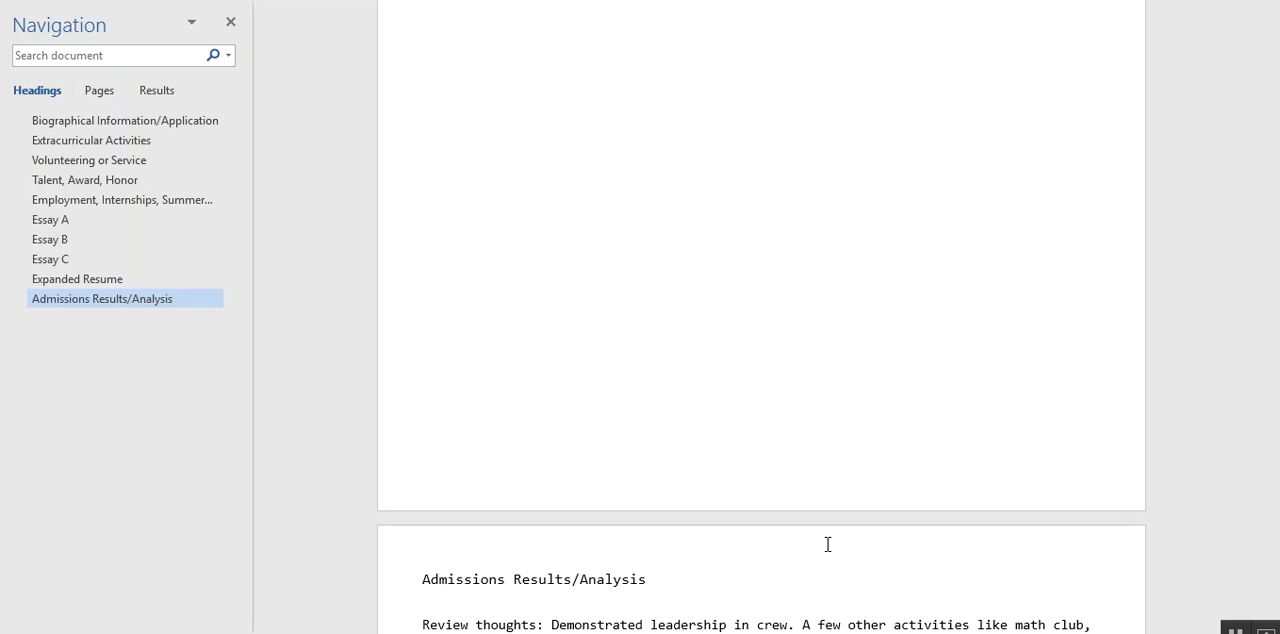 Navigation
Search document
Headings Pages Results
Biographical Information/Application
Extracurricular Activities
Volunteering or Service
Talent, Award, Honor
Employment, Internships, Summer...
Essay A
Essay B
Essay C
Expanded Resume
Admissions Results/Analysis
Admissions Results/Analysis
Review thoughts: Demonstrated leadership in crew. A few other activities like math club,